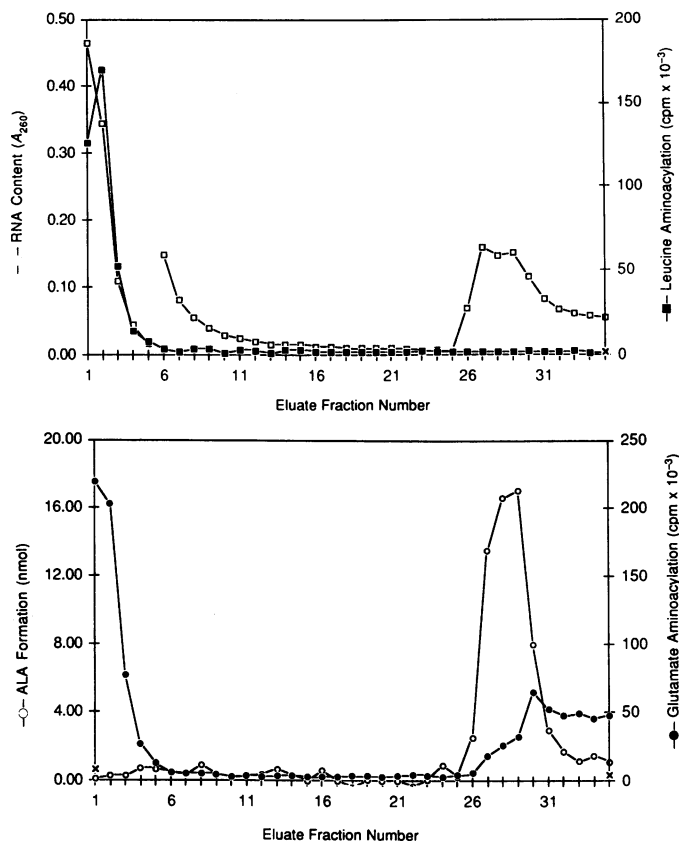 0.50
0.40
0.30
0.20
0.10
0.00
– – RNA Content (A260)
200
150
100
50
0
–■– Leucine Aminoacylation (cpm x 10⁻³)
1 6 11 16 21 26 31
Eluate Fraction Number
20.00
16.00
12.00
8.00
4.00
0.00
–○– ALA Formation (nmol)
250
200
150
100
50
0
–●– Glutamate Aminoacylation (cpm x 10⁻³)
1 6 11 16 21 26 31
Eluate Fraction Number